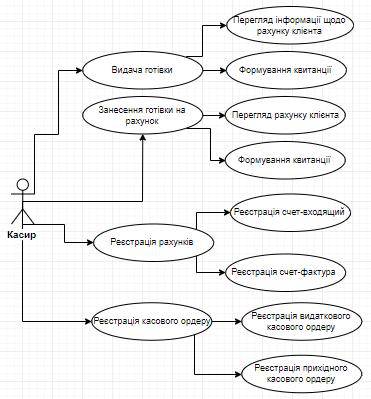 Перегляд інформації щодо
рахунку клієнта
Видача готівки
Формування квитанції
Занесення готівки на
рахунок
Перегляд рахунку клієнта
Формування квитанції
Касир
Реєстрація счет-входящий
Реєстрація рахунків
Реєстрація счет-фактура
Реєстрація касового ордеру
Реєстрація видаткового
касового ордеру
Реєстрація прихідного
касового ордеру